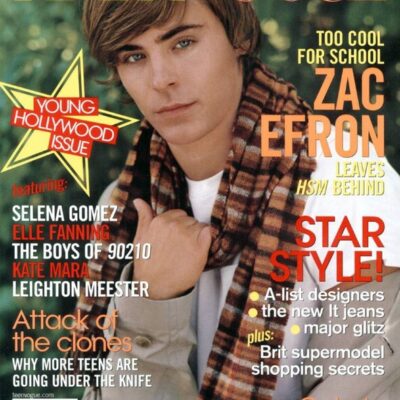 TOO COOL
FOR SCHOOL
ZAC
EFRON
LEAVES
HSM BEHIND
YOUNG
HOLLYWOOD
ISSUE
featuring:
SELENA GOMEZ
ELLE FANNING
THE BOYS OF 90210
KATE MARA
LEIGHTON MEESTER
STAR
STYLE!
A-list designers
the new It jeans
major glitz
plus:
Brit supermodel
shopping secrets
Attack of
the clones
WHY MORE TEENS ARE
GOING UNDER THE KNIFE
teenvogue.com